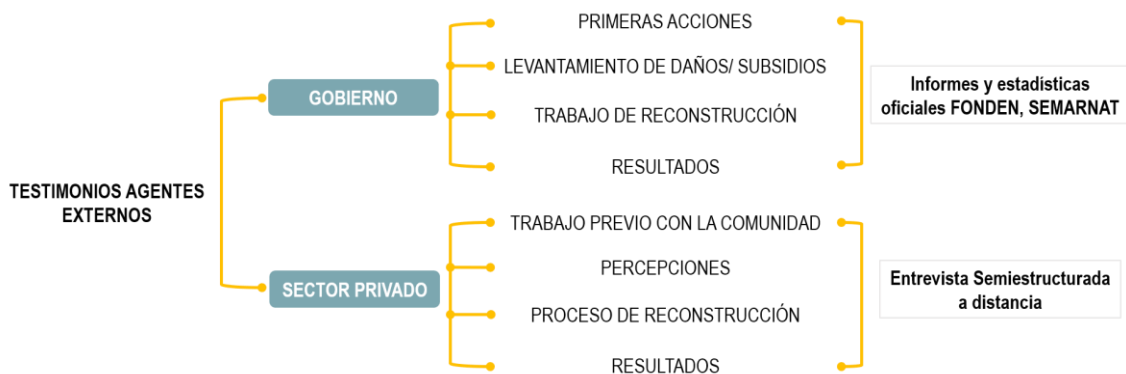 TESTIMONIOS AGENTES
EXTERNOS
GOBIERNO
PRIMERAS ACCIONES
LEVANTAMIENTO DE DAÑOS/ SUBSIDIOS
TRABAJO DE RECONSTRUCCIÓN
RESULTADOS
Informes y estadísticas
oficiales FONDEN, SEMARNAT
SECTOR PRIVADO
TRABAJO PREVIO CON LA COMUNIDAD
PERCEPCIONES
PROCESO DE RECONSTRUCCIÓN
RESULTADOS
Entrevista Semiestructurada
a distancia